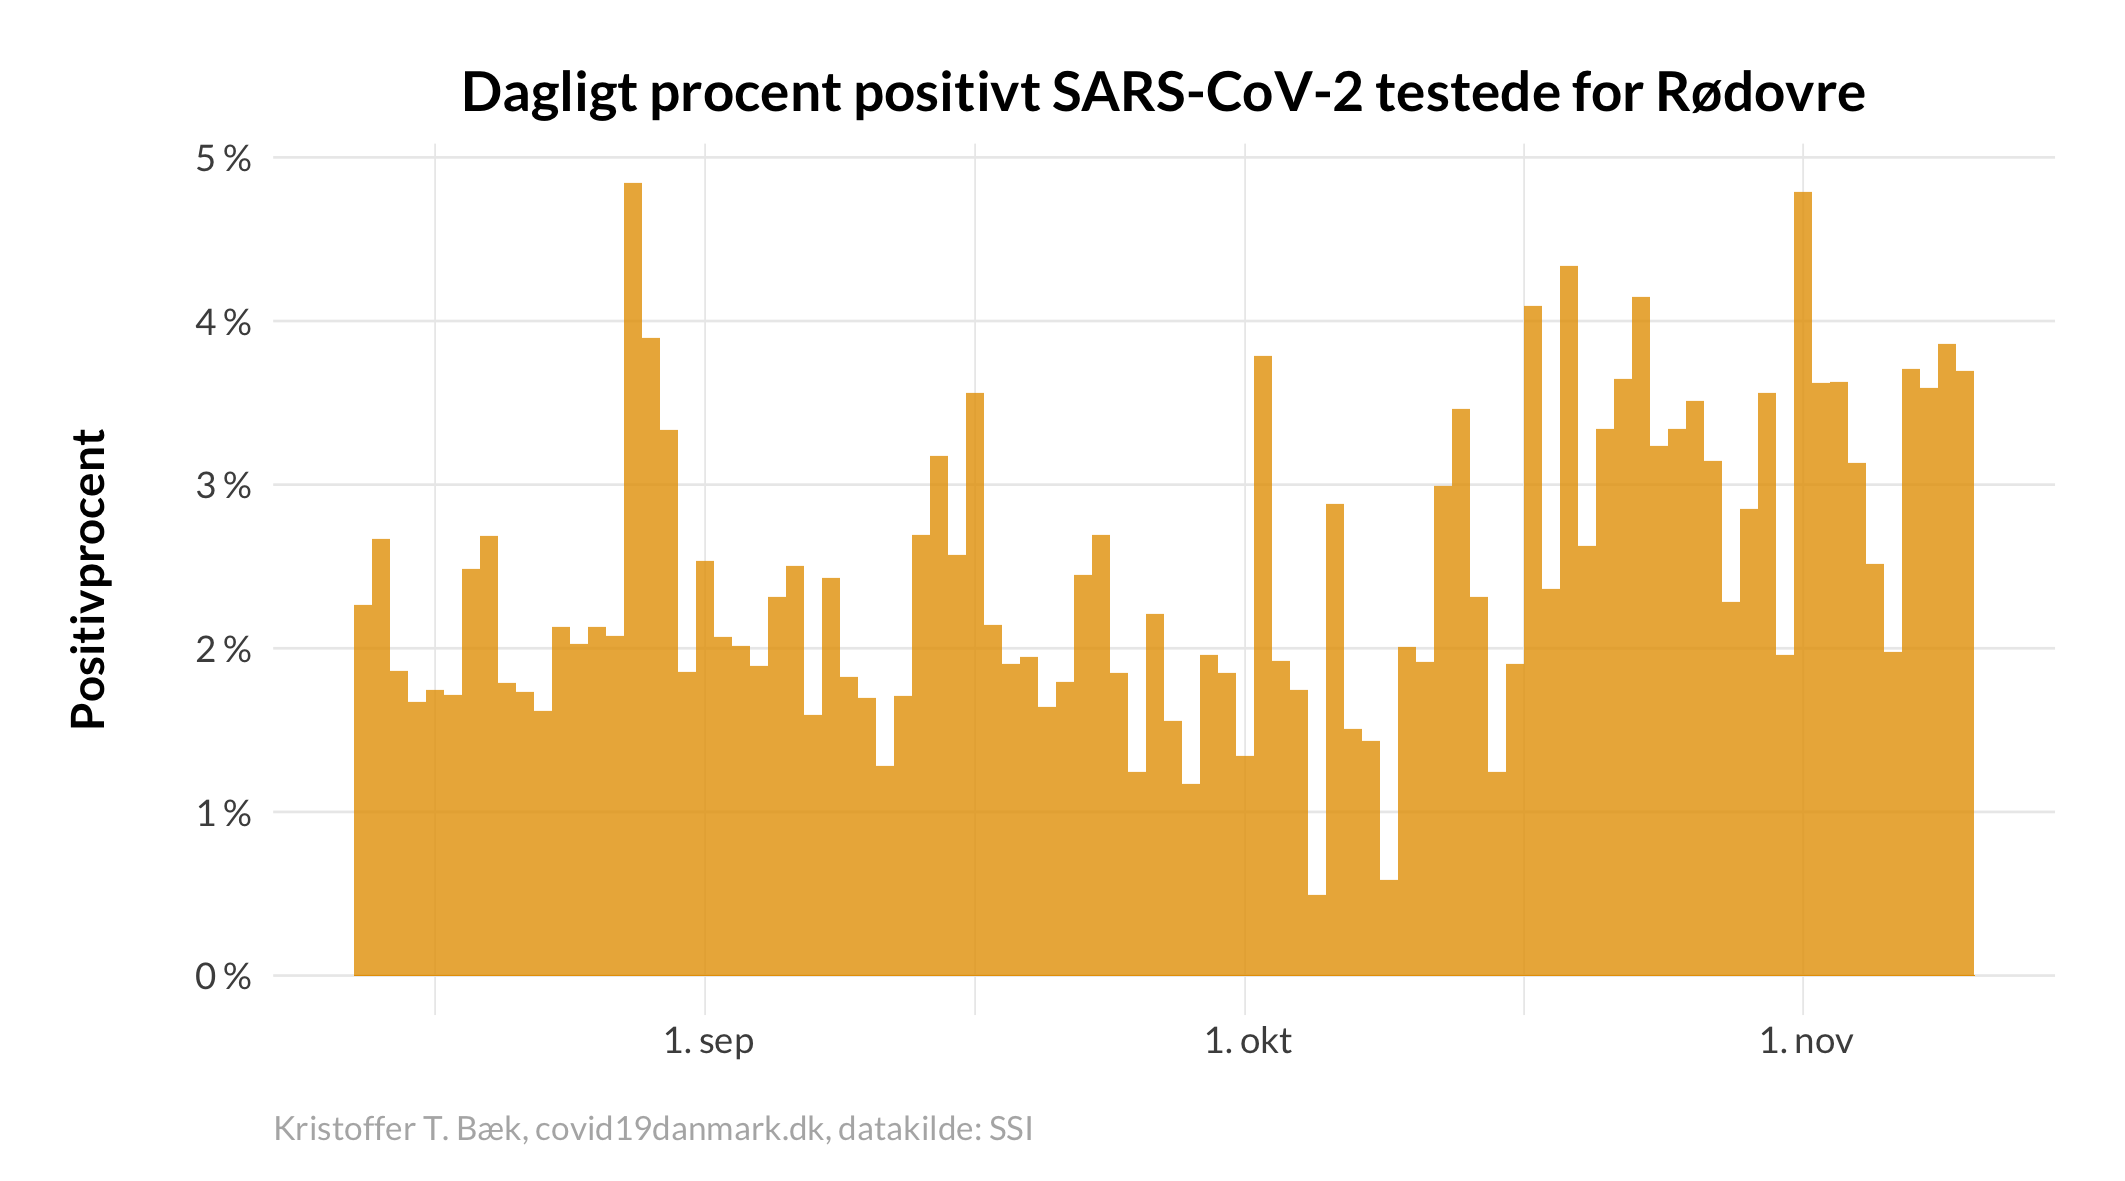 Dagligt procent positivt SARS-CoV-2 testede for Rødovre
Positivprocent
5 %
4 %
3 %
2 %
1 %
0 %
1. sep
1. okt
1. nov
Kristoffer T. Bæk, covid19danmark.dk, datakilde: SSI